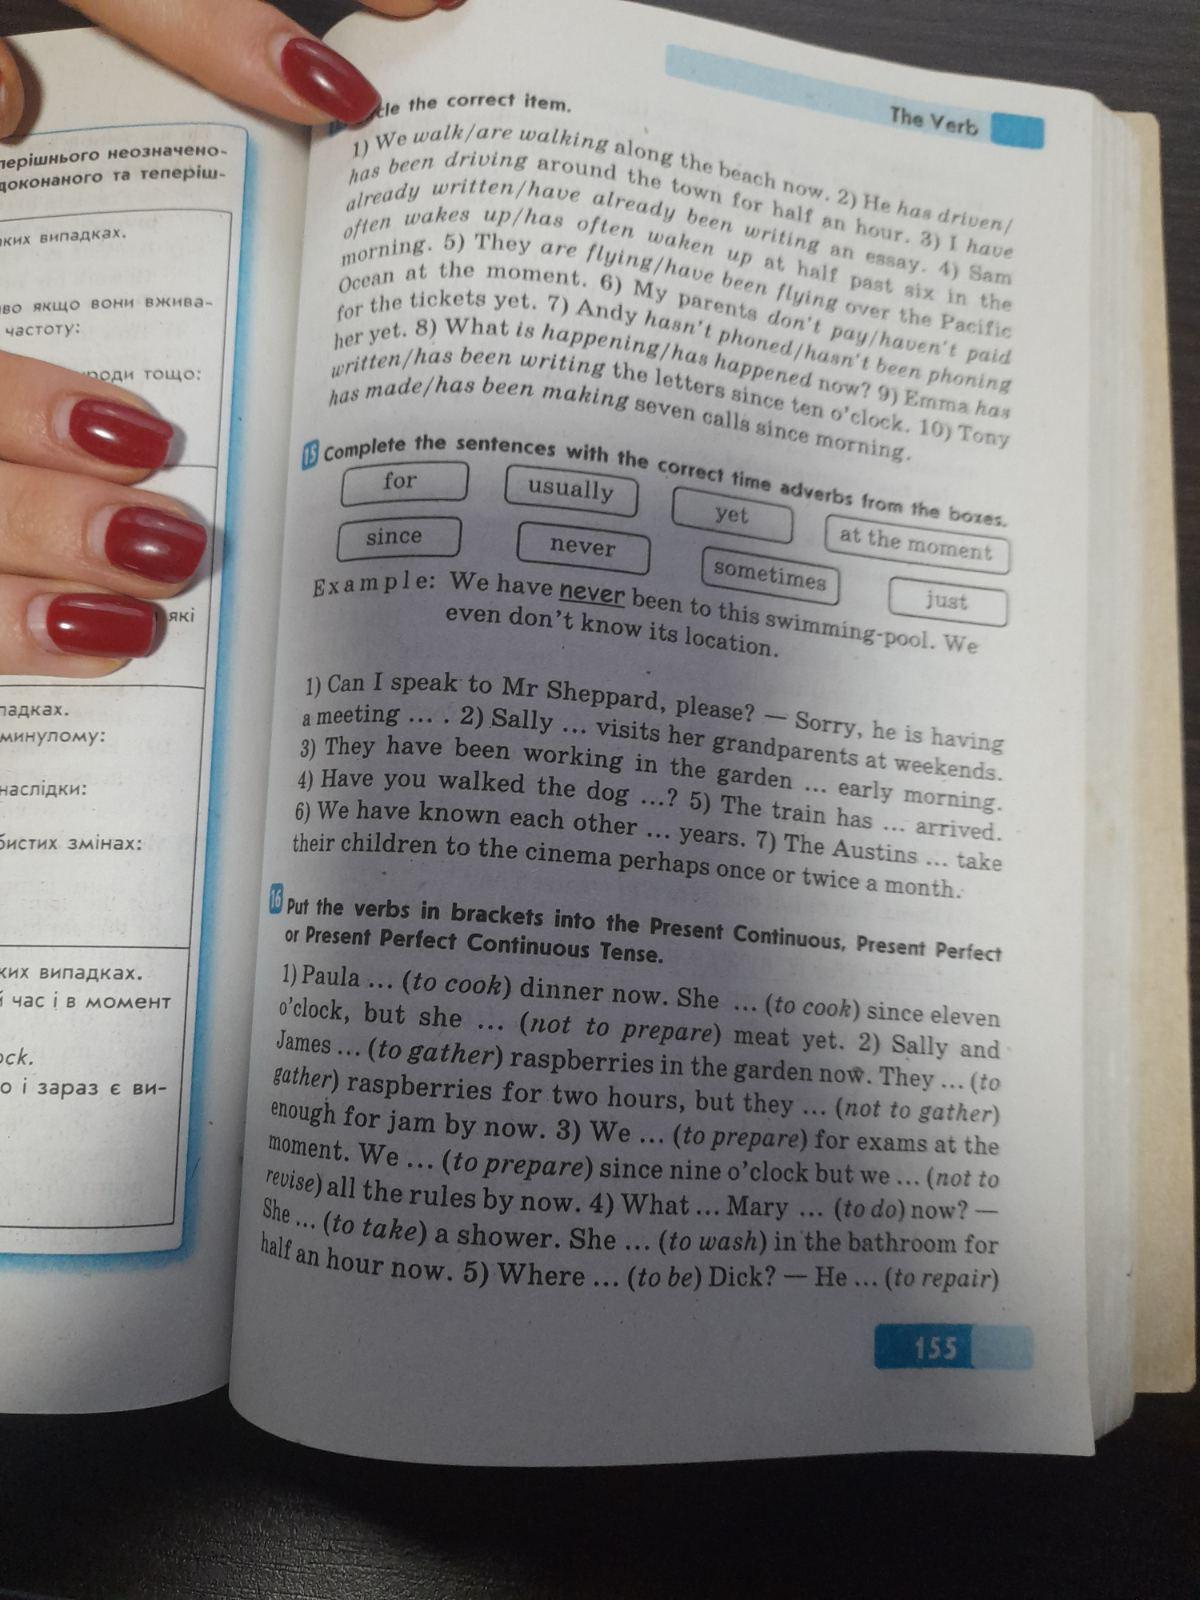 перішнього неозначено-
доконаного та теперіш-
аких випадках.
во якщо вони вжива-
частоту:
роди тощо:
які
падках.
минулому:
наслідки:
бистих змінах:
ких випадках.
й час і в момент
ock.
о і зараз є ви-
The Verb
cle the correct item.
1) We walk/are walking along the beach now. 2) He has driven/
has been driving around the town for half an hour. 3) I have
already written/have already been writing an essay. 4) Sam
often wakes up/has often waken up at half past six in the
morning. 5) They are flying/have been flying over the Pacific
Ocean at the moment. 6) My parents don't pay/haven't paid
for the tickets yet. 7) Andy hasn't phoned/hasn't been phoning
her yet. 8) What is happening/has happened now? 9) Emma has
written/has been writing the letters since ten o'clock. 10) Tony
has made/has been making seven calls since morning.
15 Complete the sentences with the correct time adverbs from the boxes.
for usually yet at the moment
since never sometimes just
Example: We have never been to this swimming-pool. We
even don't know its location.
1) Can I speak to Mr Sheppard, please? — Sorry, he is having
a meeting ... . 2) Sally ... visits her grandparents at weekends.
3) They have been working in the garden ... early morning.
4) Have you walked the dog ...? 5) The train has ... arrived.
6) We have known each other ... years. 7) The Austins ... take
their children to the cinema perhaps once or twice a month.
16 Put the verbs in brackets into the Present Continuous, Present Perfect
or Present Perfect Continuous Tense.
1) Paula ... (to cook) dinner now. She ... (to cook) since eleven
o'clock, but she ... (not to prepare) meat yet. 2) Sally and
James ... (to gather) raspberries in the garden now. They ... (to
gather) raspberries for two hours, but they ... (not to gather)
enough for jam by now. 3) We ... (to prepare) for exams at the
moment. We ... (to prepare) since nine o'clock but we ... (not to
revise) all the rules by now. 4) What ... Mary ... (to do) now? —
She ... (to take) a shower. She ... (to wash) in the bathroom for
half an hour now. 5) Where ... (to be) Dick? — He ... (to repair)
155